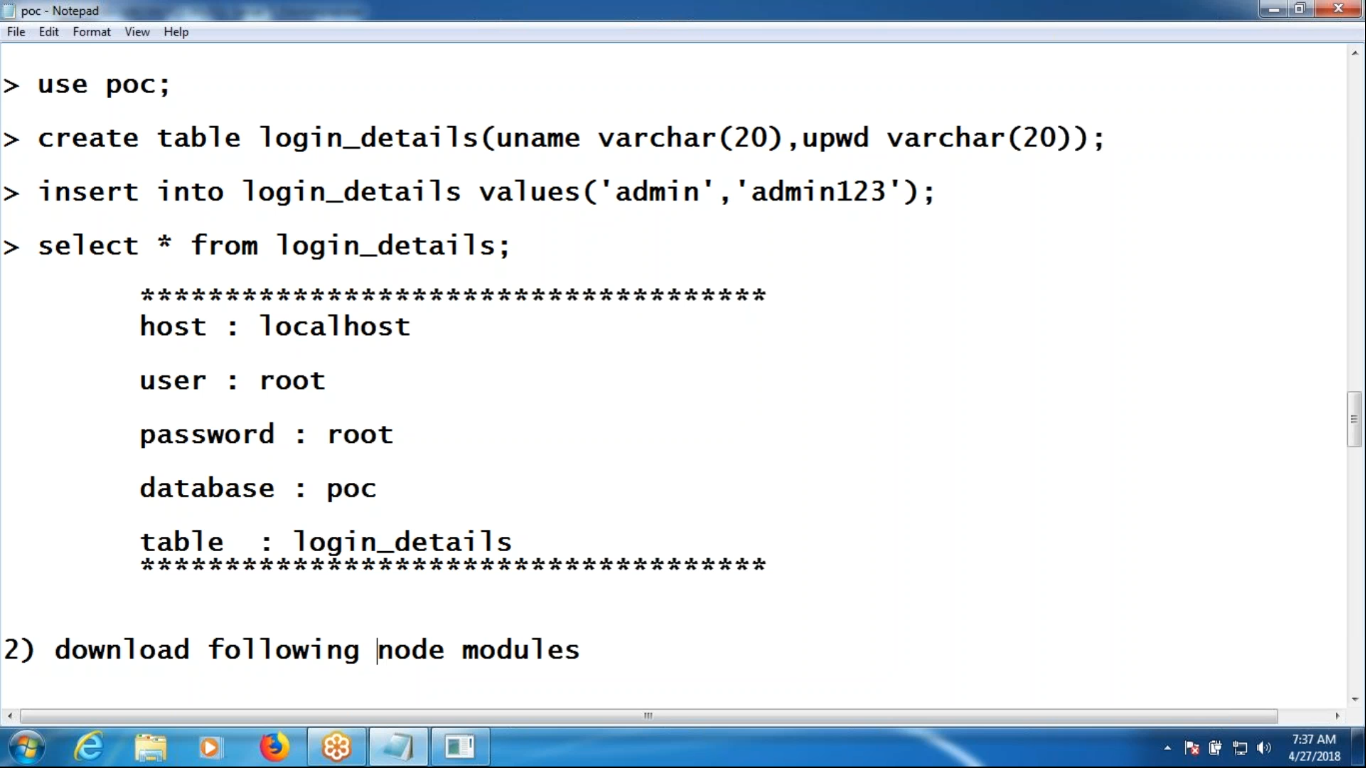 poc - Notepad
File Edit Format View Help
> use poc;
> create table login_details(uname varchar(20),upwd varchar(20));
> insert into login_details values('admin','admin123');
> select * from login_details;
*************************************
host : localhost
user : root
password : root
database : poc
table  : login_details
*************************************
2) download following node modules
7:37 AM
4/27/2018